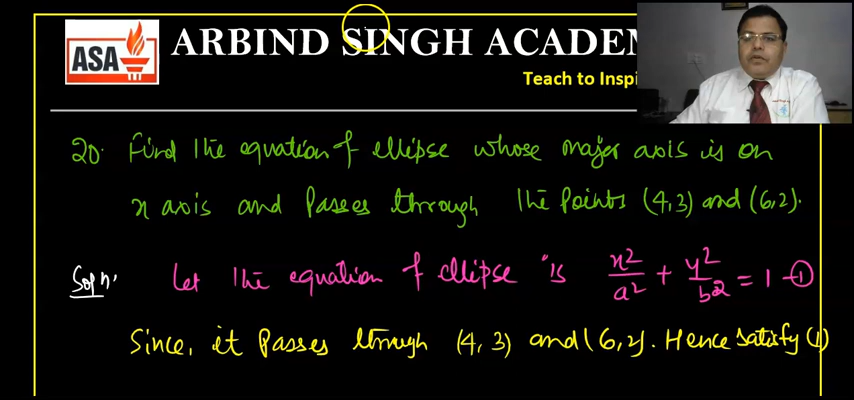 ASA
ARBIND SINGH ACADEM
Teach to Inspi
20. Find the equation of ellipse whose major axis is on
x axis and Passes through the Points (4,3) and (6,2).
Solⁿ. Let the equation of ellipse is x²/a² + y²/b² = 1 -①
Since, it Passes through (4,3) and (6,2). Hence satisfy (1)